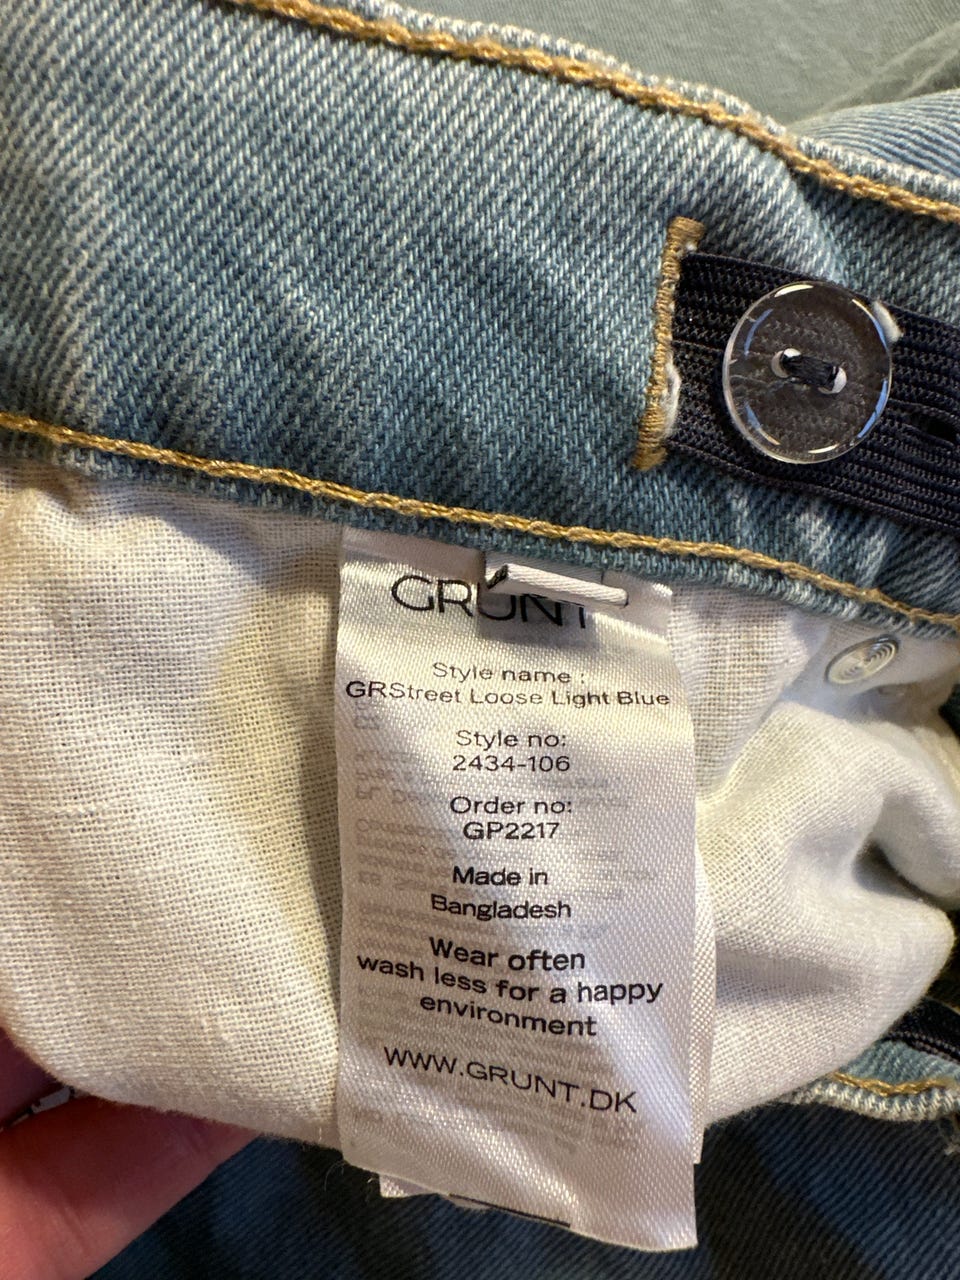 GRUNT
Style name :
GRStreet Loose Light Blue
Style no:
2434-106
Order no:
GP2217
Made in
Bangladesh
Wear often
wash less for a happy
environment
WWW.GRUNT.DK